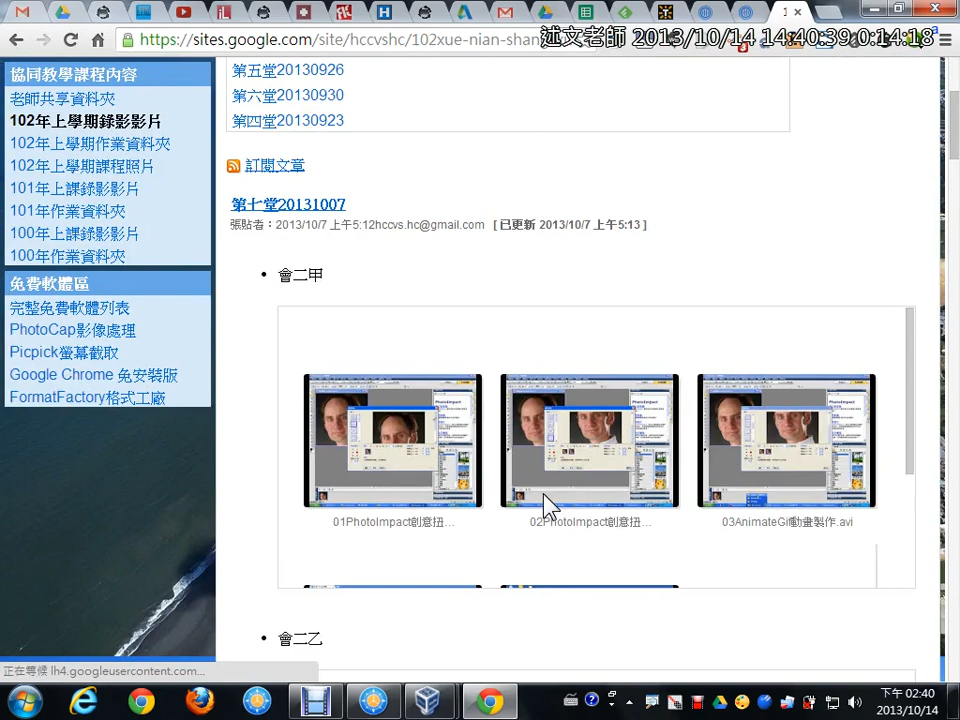 https://sites.google.com/site/hccvshc/102xue-nian-shan
述文老師 2013/10/14 14:40:39 0:14:18
協同教學課程內容
老師共享資料夾
102年上學期錄影影片
102年上學期作業資料夾
102年上學期課程照片
101年上課錄影影片
101年作業資料夾
100年上課錄影影片
100年作業資料夾
免費軟體區
完整免費軟體列表
PhotoCap影像處理
Picpick螢幕截取
Google Chrome 免安裝版
FormatFactory格式工廠
第五堂20130926
第六堂20130930
第四堂20130923
訂閱文章
第七堂20131007
張貼者：2013/10/7 上午5:12hccvs.hc@gmail.com [ 已更新 2013/10/7 上午5:13 ]
會二甲
01PhotoImpact創意扭...
02PhotoImpact創意扭...
03AnimateGif動畫製作.avi
會二乙
正在等候 lh4.googleusercontent.com...
下午 02:40
2013/10/14